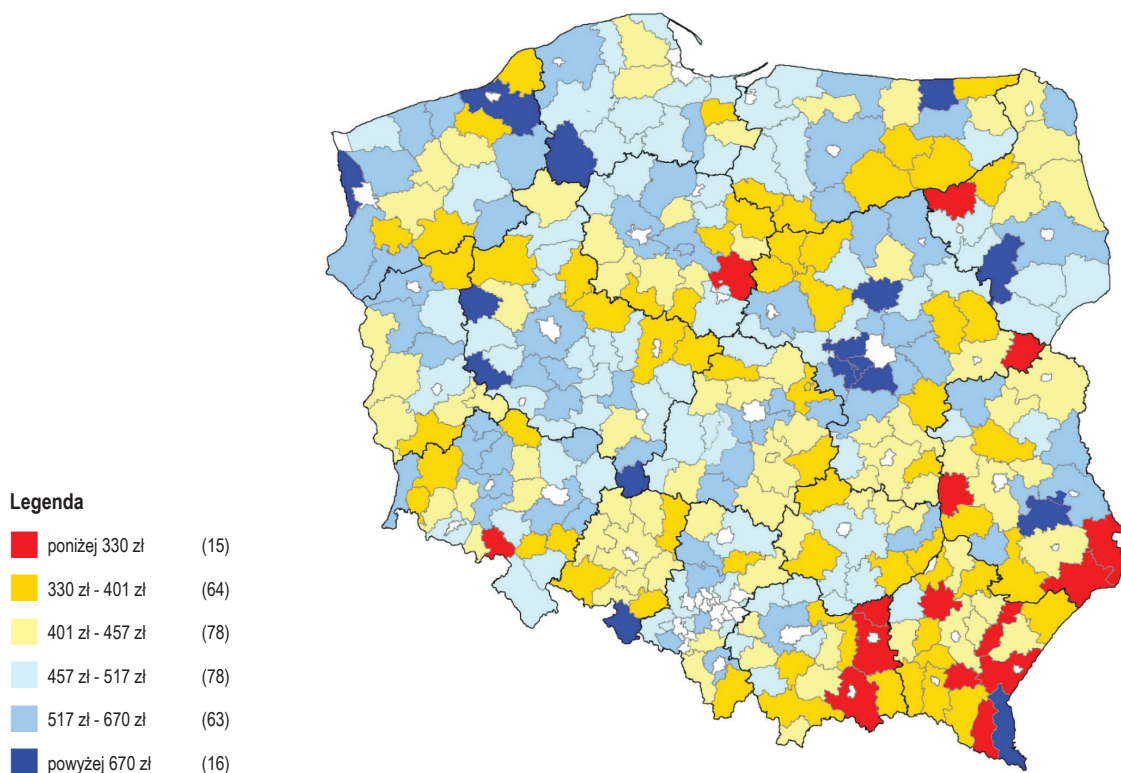 Legenda
poniżej 330 zł (15)
330 zł - 401 zł (64)
401 zł - 457 zł (78)
457 zł - 517 zł (78)
517 zł - 670 zł (63)
powyżej 670 zł (16)